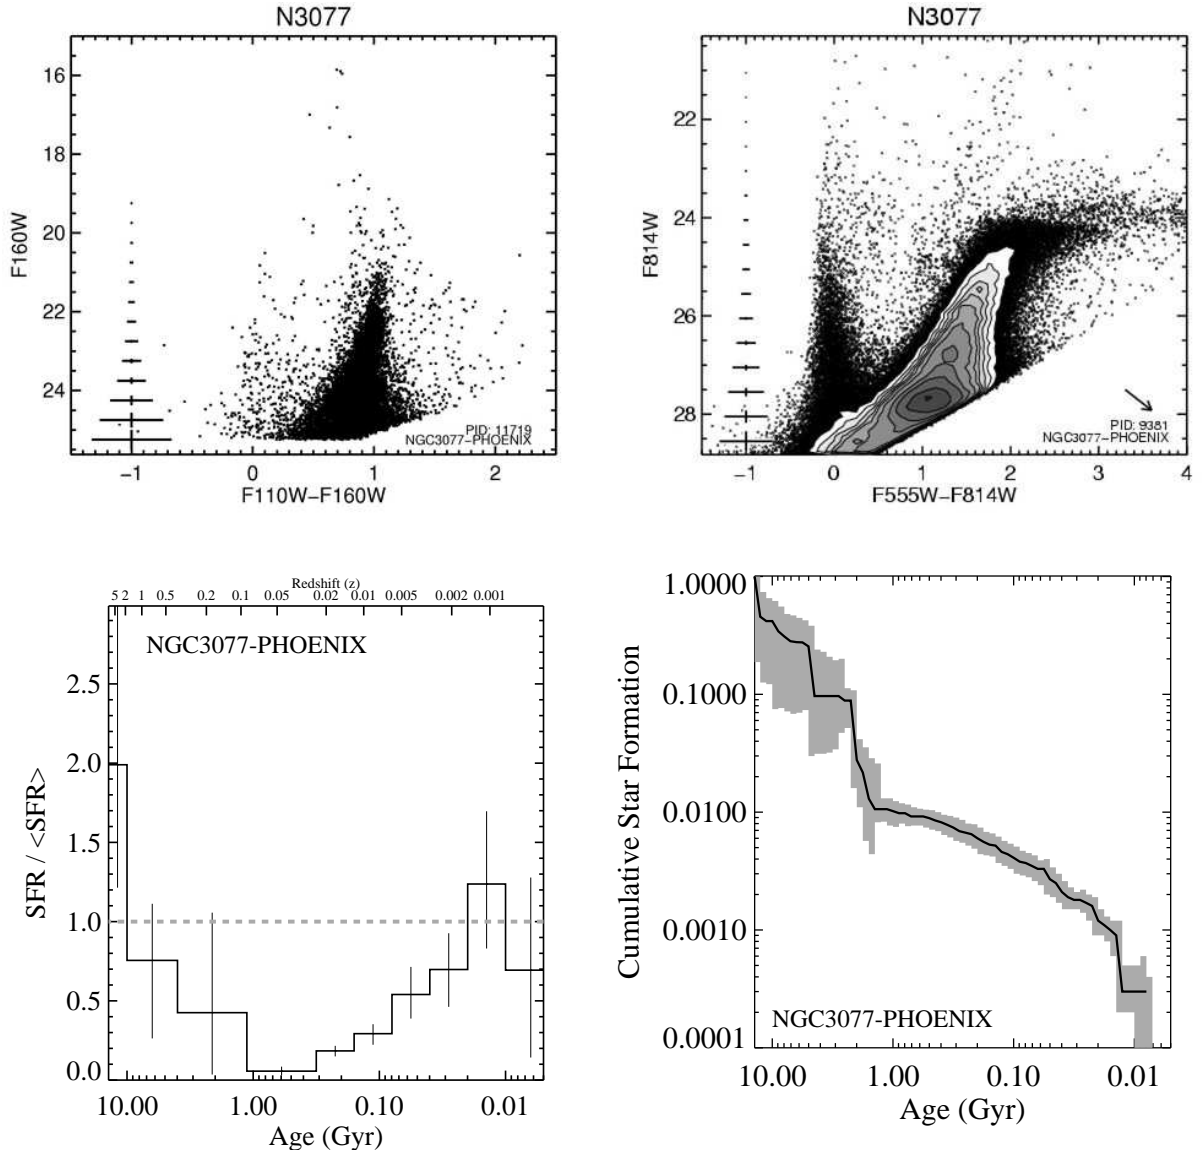 N3077
16
18
20
22
24
F160W
−1
0
1
2
F110W−F160W
PID: 11719
NGC3077−PHOENIX
N3077
22
24
26
28
F814W
−1
0
1
2
3
4
F555W−F814W
PID: 9381
NGC3077−PHOENIX
Redshift (z)
5 2 1 0.5 0.2 0.1 0.05 0.02 0.01 0.005 0.002 0.001
NGC3077-PHOENIX
2.5
2.0
1.5
1.0
0.5
0.0
SFR / <SFR>
10.00 1.00 0.10 0.01
Age (Gyr)
1.0000
0.1000
0.0100
0.0010
0.0001
Cumulative Star Formation
NGC3077-PHOENIX
10.00 1.00 0.10 0.01
Age (Gyr)